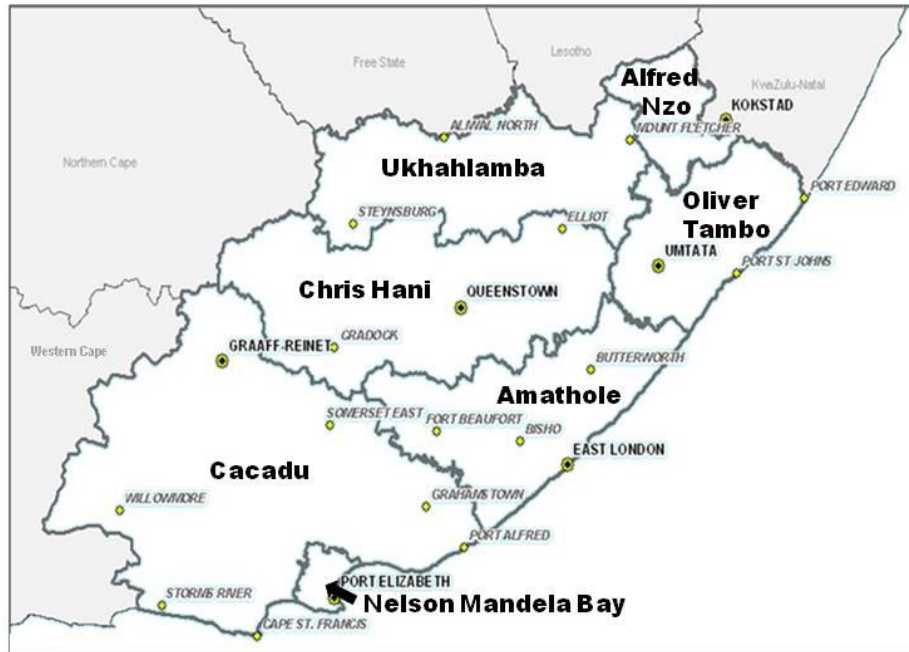 Free State
Lesotho
Alfred
Nzo
KwaZulu-Natal
KOKSTAD
ALIWAL NORTH
MOUNT FLETCHER
Northern Cape
Ukhahlamba
PORT EDWARD
Oliver
Tambo
STEYNSBURG
ELLIOT
UMTATA
PORT ST JOHNS
Chris Hani
QUEENSTOWN
CRADOCK
GRAAFF-REINET
Western Cape
BUTTERWORTH
Amathole
SOMERSET EAST
FORT BEAUFORT
BISHO
EAST LONDON
Cacadu
WILLOWMORE
GRAHAMSTOWN
PORT ALFRED
PORT ELIZABETH
STORMS RIVER
Nelson Mandela Bay
CAPE ST. FRANCIS